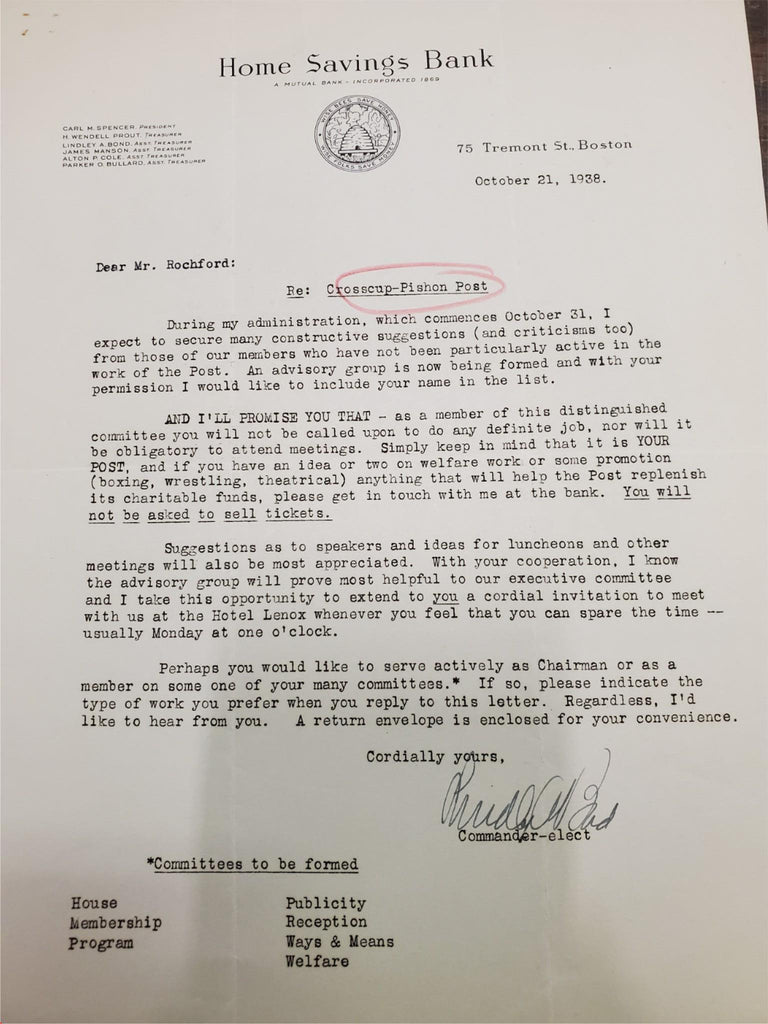 Home Savings Bank
A MUTUAL BANK - INCORPORATED 1869
WISE BEES SAVE HONEY
WISE FOLKS SAVE MONEY
CARL M. SPENCER, PRESIDENT
H. WENDELL PROUT, TREASURER
LINDLEY A. BOND, ASST. TREASURER
JAMES MANSON, ASST. TREASURER
ALTON P. COLE, ASST. TREASURER
PARKER O. BULLARD, ASST. TREASURER
75 Tremont St., Boston
October 21, 1938.
Dear Mr. Rochford:
Re: Crosscup-Pishon Post
During my administration, which commences October 31, I
expect to secure many constructive suggestions (and criticisms too)
from those of our members who have not been particularly active in the
work of the Post. An advisory group is now being formed and with your
permission I would like to include your name in the list.
AND I'LL PROMISE YOU THAT - as a member of this distinguished
committee you will not be called upon to do any definite job, nor will it
be obligatory to attend meetings. Simply keep in mind that it is YOUR
POST, and if you have an idea or two on welfare work or some promotion
(boxing, wrestling, theatrical) anything that will help the Post replenish
its charitable funds, please get in touch with me at the bank. You will
not be asked to sell tickets.
Suggestions as to speakers and ideas for luncheons and other
meetings will also be most appreciated. With your cooperation, I know
the advisory group will prove most helpful to our executive committee
and I take this opportunity to extend to you a cordial invitation to meet
with us at the Hotel Lenox whenever you feel that you can spare the time --
usually Monday at one o'clock.
Perhaps you would like to serve actively as Chairman or as a
member on some one of your many committees.* If so, please indicate the
type of work you prefer when you reply to this letter. Regardless, I'd
like to hear from you. A return envelope is enclosed for your convenience.
Cordially yours,
Commander-elect
*Committees to be formed
House
Membership
Program
Publicity
Reception
Ways & Means
Welfare